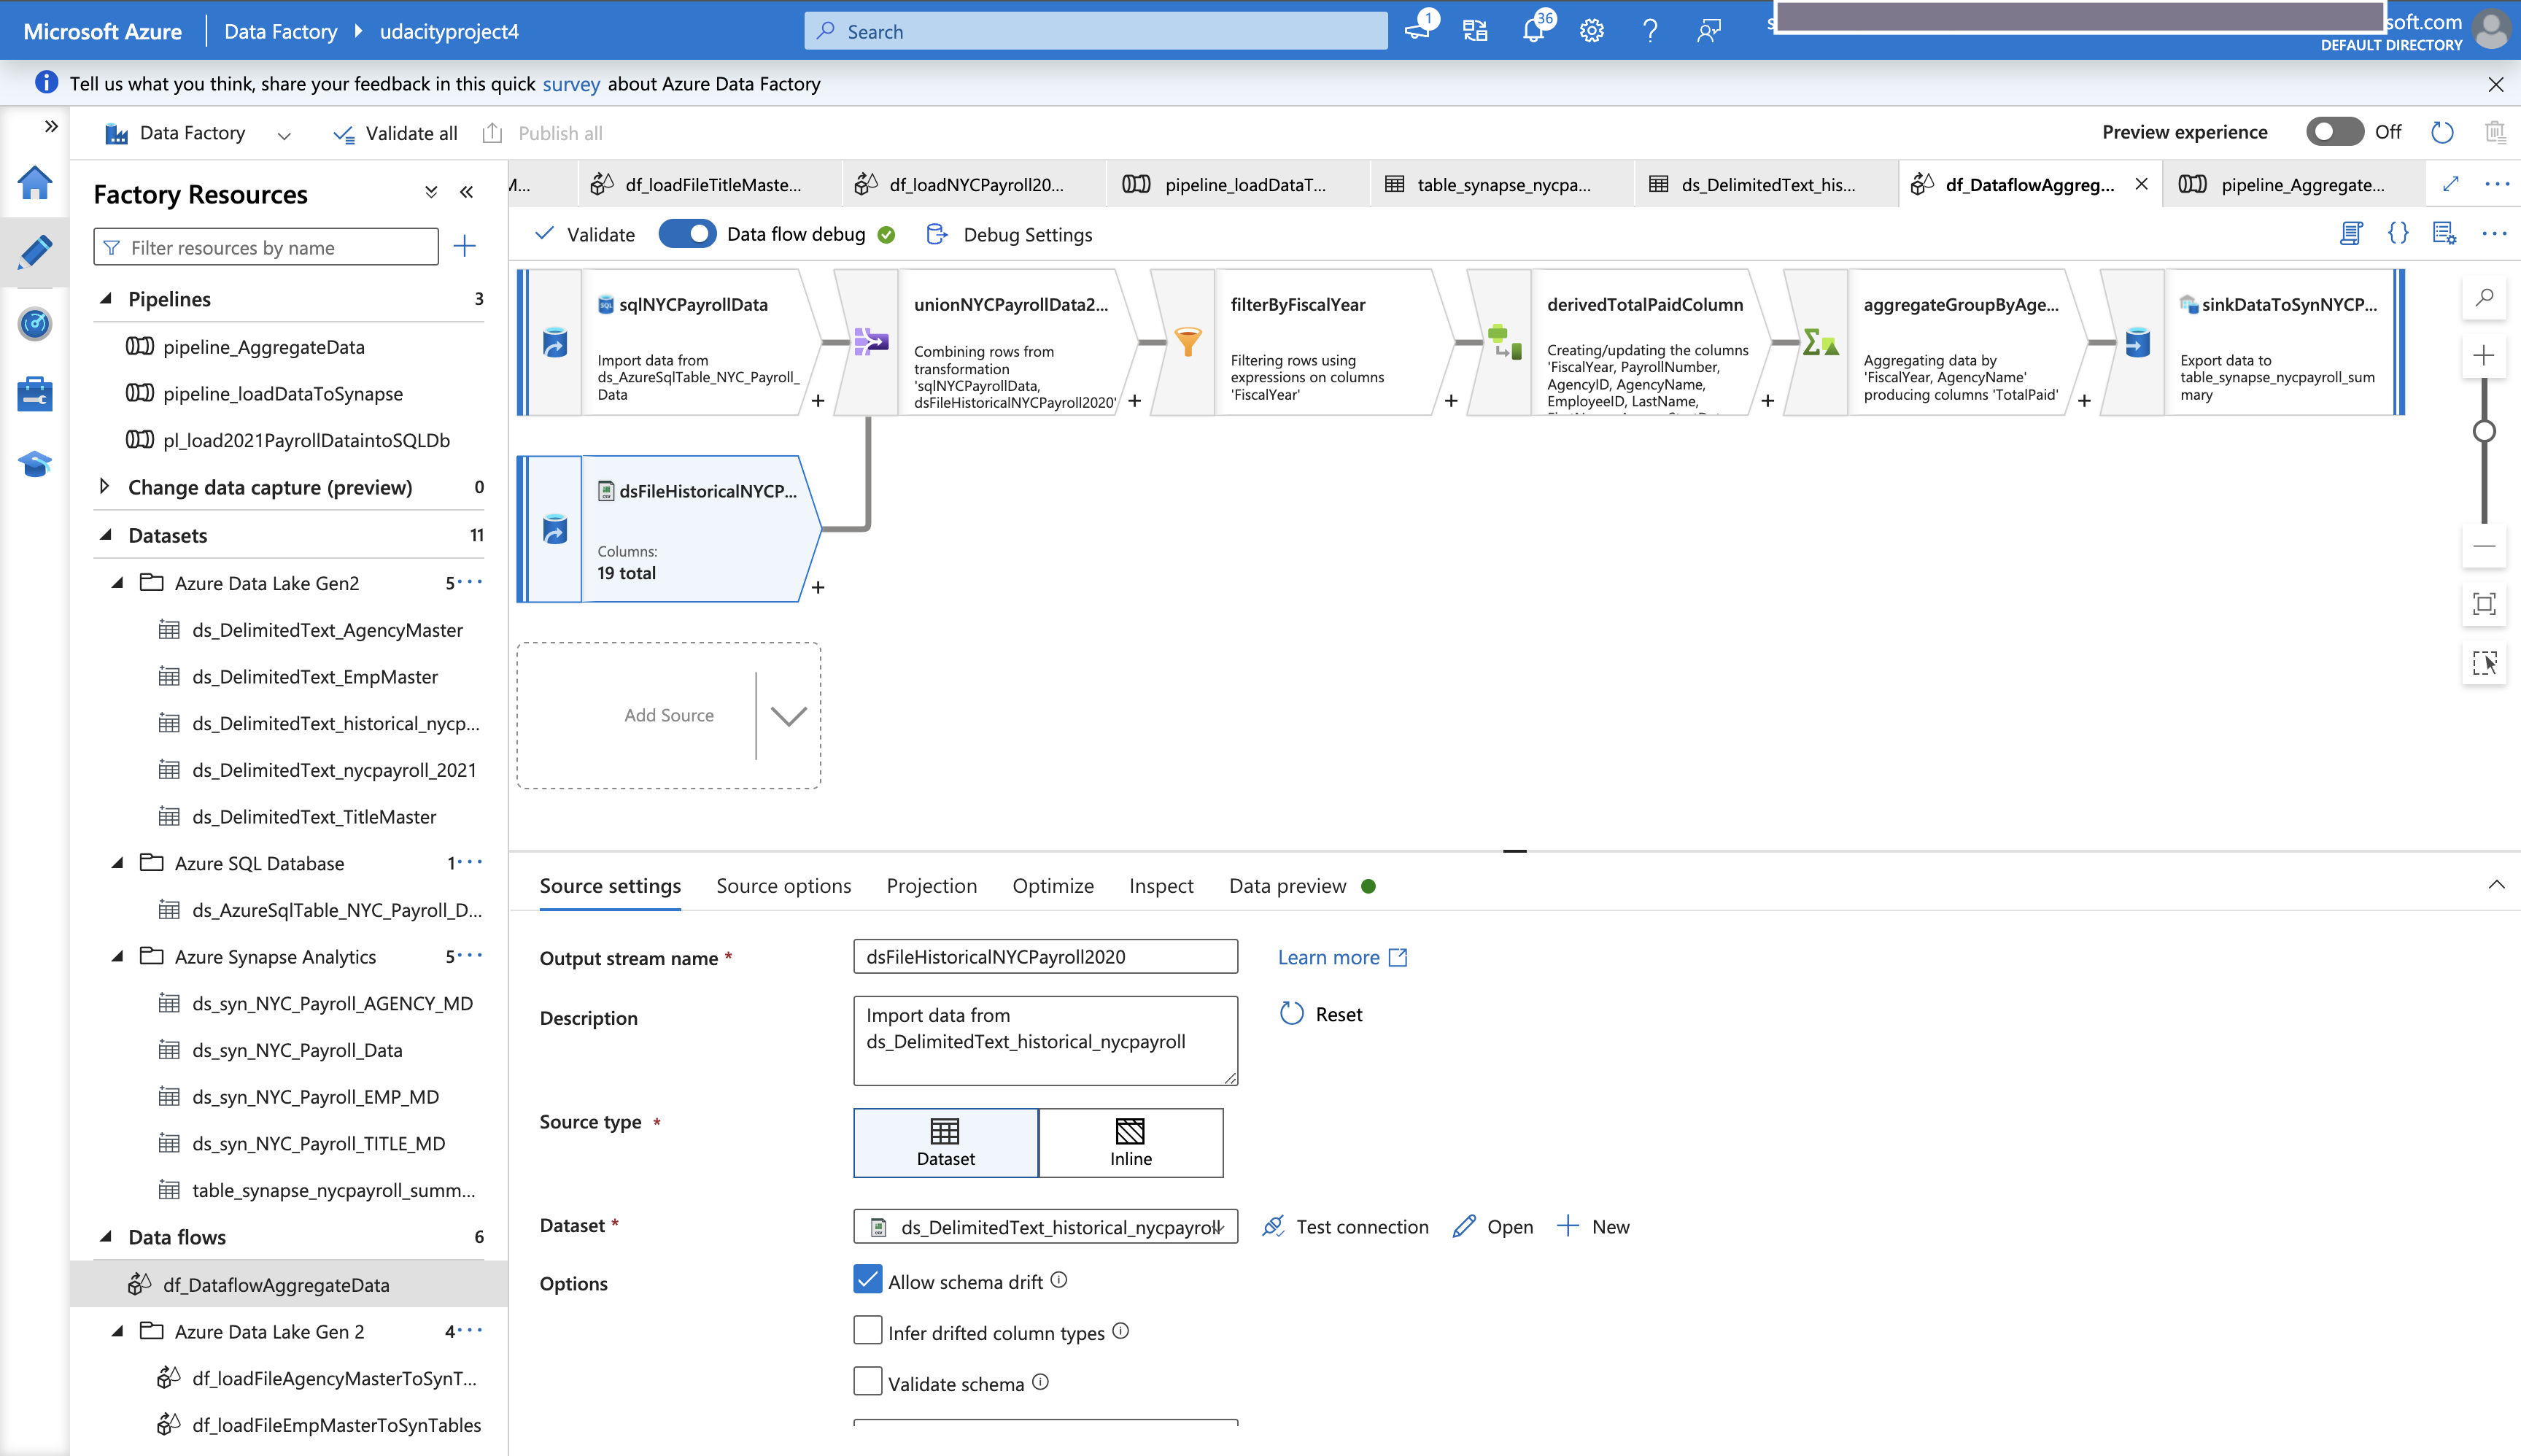 Microsoft Azure
Data Factory
udacityproject4
Search
1
36
soft.com
DEFAULT DIRECTORY
Tell us what you think, share your feedback in this quick survey about Azure Data Factory
Data Factory
Validate all
Publish all
Preview experience
Off
Factory Resources
Filter resources by name
Pipelines
3
pipeline_AggregateData
pipeline_loadDataToSynapse
pl_load2021PayrollDataintoSQLDb
Change data capture (preview)
0
Datasets
11
Azure Data Lake Gen2
5
ds_DelimitedText_AgencyMaster
ds_DelimitedText_EmpMaster
ds_DelimitedText_historical_nycp...
ds_DelimitedText_nycpayroll_2021
ds_DelimitedText_TitleMaster
Azure SQL Database
1
ds_AzureSqlTable_NYC_Payroll_D...
Azure Synapse Analytics
5
ds_syn_NYC_Payroll_AGENCY_MD
ds_syn_NYC_Payroll_Data
ds_syn_NYC_Payroll_EMP_MD
ds_syn_NYC_Payroll_TITLE_MD
table_synapse_nycpayroll_summ...
Data flows
6
df_DataflowAggregateData
Azure Data Lake Gen 2
4
df_loadFileAgencyMasterToSynT...
df_loadFileEmpMasterToSynTables
M...
df_loadFileTitleMaste...
df_loadNYCPayroll20...
pipeline_loadDataT...
table_synapse_nycpa...
ds_DelimitedText_his...
df_DataflowAggreg...
pipeline_Aggregate...
Validate
Data flow debug
Debug Settings
sqlNYCPayrollData
Import data from
ds_AzureSqlTable_NYC_Payroll_
Data
unionNYCPayrollData2...
Combining rows from
transformation
'sqlNYCPayrollData,
dsFileHistoricalNYCPayroll2020'
filterByFiscalYear
Filtering rows using
expressions on columns
'FiscalYear'
derivedTotalPaidColumn
Creating/updating the columns
'FiscalYear, PayrollNumber,
AgencyID, AgencyName,
EmployeeID, LastName,
aggregateGroupByAge...
Aggregating data by
'FiscalYear, AgencyName'
producing columns 'TotalPaid'
sinkDataToSynNYCP...
Export data to
table_synapse_nycpayroll_sum
mary
dsFileHistoricalNYCP...
Columns:
19 total
Add Source
Source settings
Source options
Projection
Optimize
Inspect
Data preview
Output stream name *
dsFileHistoricalNYCPayroll2020
Learn more
Description
Import data from
ds_DelimitedText_historical_nycpayroll
Reset
Source type *
Dataset
Inline
Dataset *
ds_DelimitedText_historical_nycpayroll
Test connection
Open
New
Options
Allow schema drift
Infer drifted column types
Validate schema